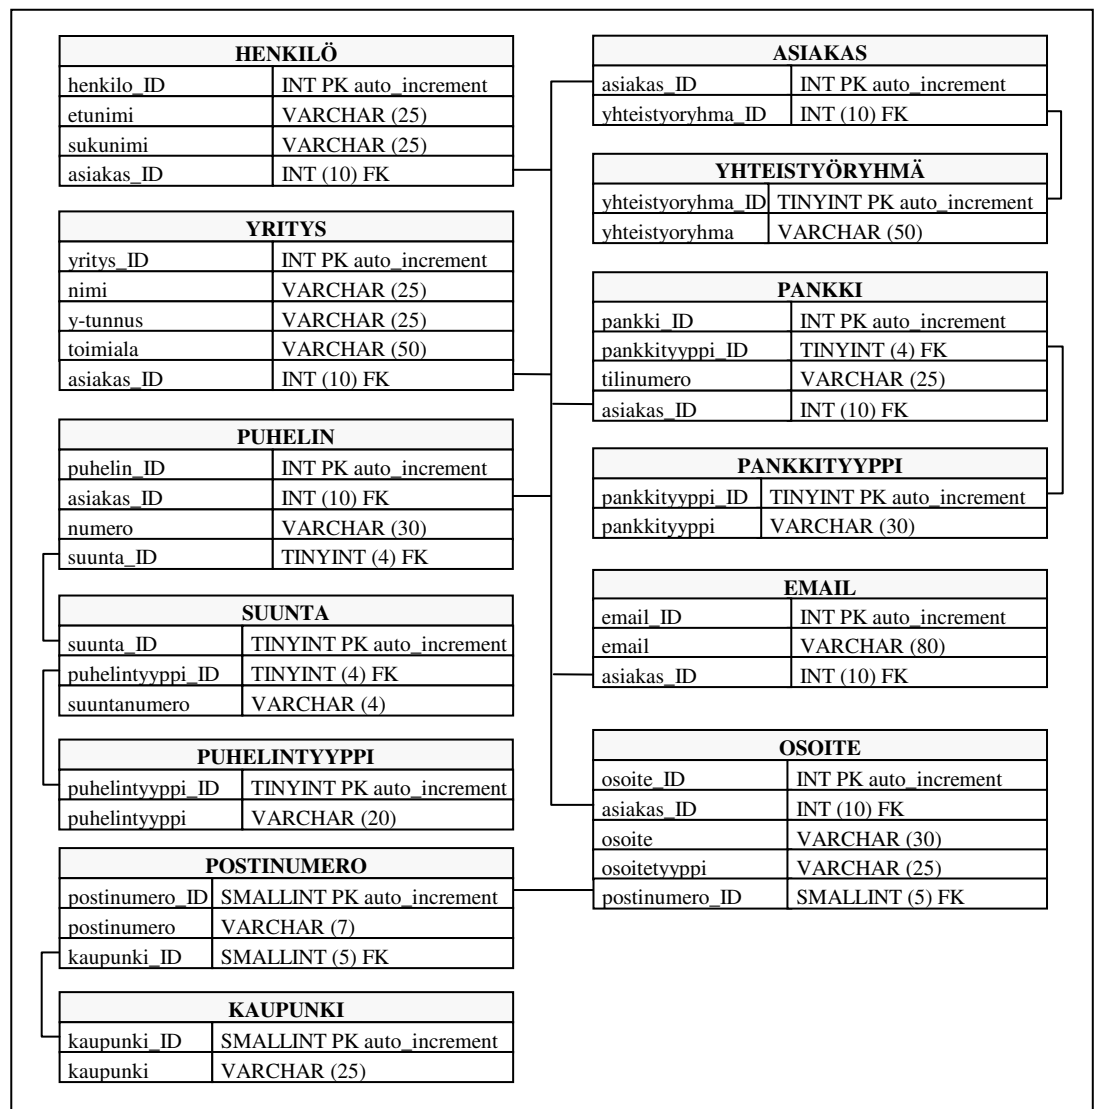 HENKILÖ
henkilo_ID INT PK auto_increment
etunimi VARCHAR (25)
sukunimi VARCHAR (25)
asiakas_ID INT (10) FK
YRITYS
yritys_ID INT PK auto_increment
nimi VARCHAR (25)
y-tunnus VARCHAR (25)
toimiala VARCHAR (50)
asiakas_ID INT (10) FK
PUHELIN
puhelin_ID INT PK auto_increment
asiakas_ID INT (10) FK
numero VARCHAR (30)
suunta_ID TINYINT (4) FK
SUUNTA
suunta_ID TINYINT PK auto_increment
puhelintyyppi_ID TINYINT (4) FK
suuntanumero VARCHAR (4)
PUHELINTYYPPI
puhelintyyppi_ID TINYINT PK auto_increment
puhelintyyppi VARCHAR (20)
POSTINUMERO
postinumero_ID SMALLINT PK auto_increment
postinumero VARCHAR (7)
kaupunki_ID SMALLINT (5) FK
KAUPUNKI
kaupunki_ID SMALLINT PK auto_increment
kaupunki VARCHAR (25)
ASIAKAS
asiakas_ID INT PK auto_increment
yhteistyoryhma_ID INT (10) FK
YHTEISTYÖRYHMÄ
yhteistyoryhma_ID TINYINT PK auto_increment
yhteistyoryhma VARCHAR (50)
PANKKI
pankki_ID INT PK auto_increment
pankkityyppi_ID TINYINT (4) FK
tilinumero VARCHAR (25)
asiakas_ID INT (10) FK
PANKKITYYPPI
pankkityyppi_ID TINYINT PK auto_increment
pankkityyppi VARCHAR (30)
EMAIL
email_ID INT PK auto_increment
email VARCHAR (80)
asiakas_ID INT (10) FK
OSOITE
osoite_ID INT PK auto_increment
asiakas_ID INT (10) FK
osoite VARCHAR (30)
osoitetyyppi VARCHAR (25)
postinumero_ID SMALLINT (5) FK